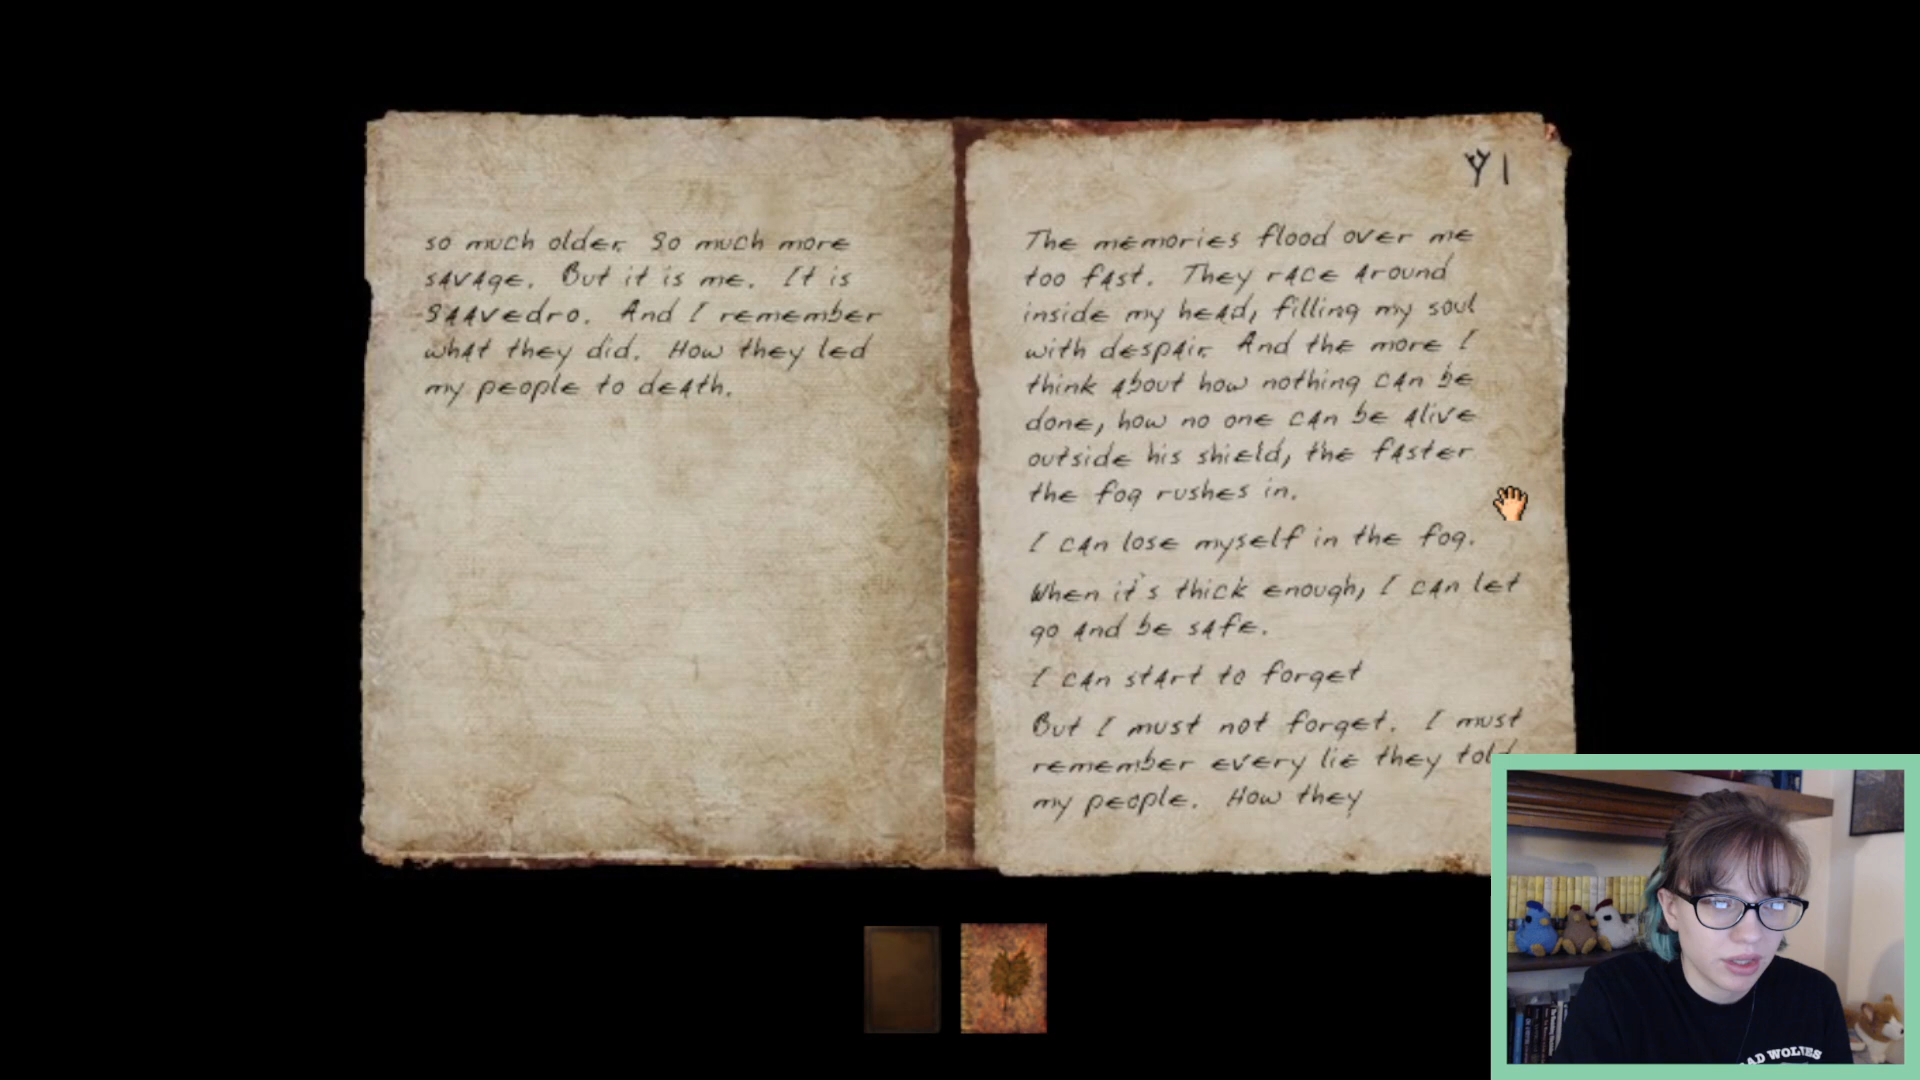 so much older. So much more
savage. But it is me. It is
Saavedro. And I remember
what they did. How they led
my people to death.
The memories flood over me
too fast. They race around
inside my head, filling my soul
with despair. And the more I
think about how nothing can be
done, how no one can be alive
outside his shield, the faster
the fog rushes in.
I can lose myself in the fog.
When it's thick enough, I can let
go and be safe.
I can start to forget
But I must not forget. I must
remember every lie they told
my people. How they
WOLVES